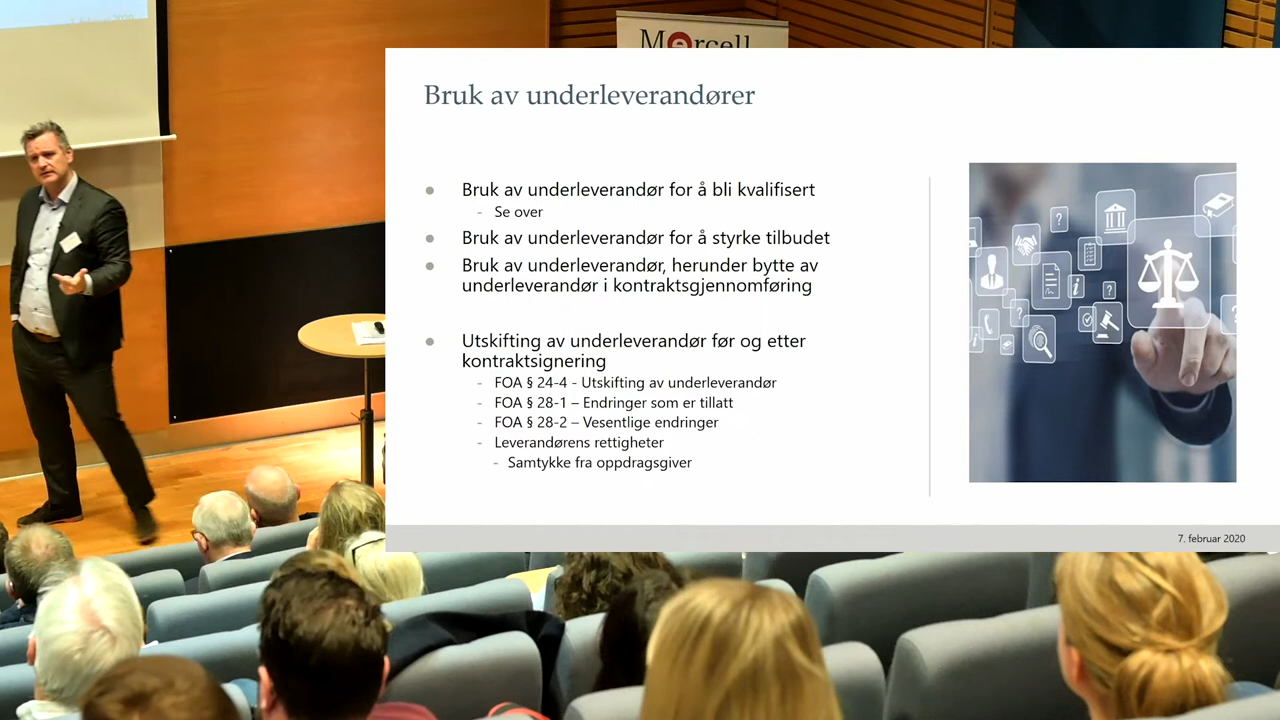 Mercell
Bruk av underleverandører
Bruk av underleverandør for å bli kvalifisert
- Se over
Bruk av underleverandør for å styrke tilbudet
Bruk av underleverandør, herunder bytte av
underleverandør i kontraktsgjennomføring
Utskifting av underleverandør før og etter
kontraktsignering
- FOA § 24-4 - Utskifting av underleverandør
- FOA § 28-1 – Endringer som er tillatt
- FOA § 28-2 – Vesentlige endringer
- Leverandørens rettigheter
- Samtykke fra oppdragsgiver
7. februar 2020